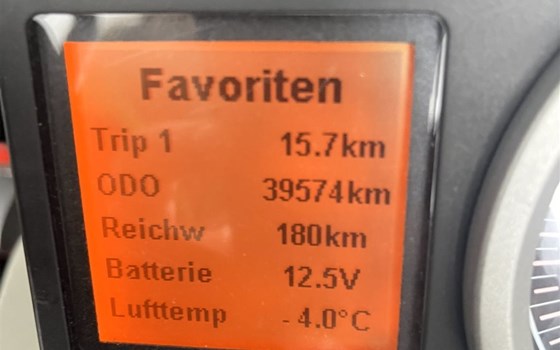 Favoriten
Trip 1 15.7km
ODO 39574km
Reichw 180km
Batterie 12.5V
Lufttemp - 4.0°C